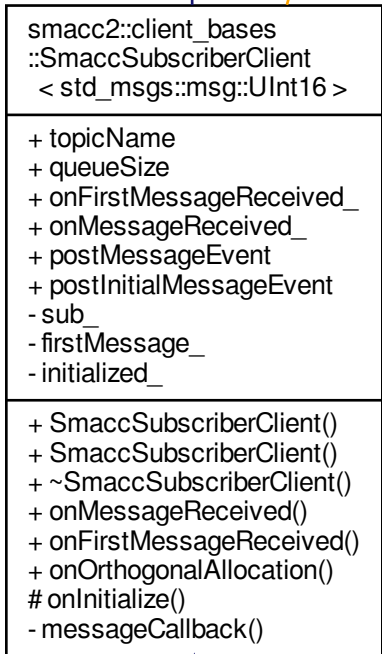 smacc2::client_bases
::SmaccSubscriberClient
< std_msgs::msg::UInt16 >
+ topicName
+ queueSize
+ onFirstMessageReceived_
+ onMessageReceived_
+ postMessageEvent
+ postInitialMessageEvent
- sub_
- firstMessage_
- initialized_
+ SmaccSubscriberClient()
+ SmaccSubscriberClient()
+ ~SmaccSubscriberClient()
+ onMessageReceived()
+ onFirstMessageReceived()
+ onOrthogonalAllocation()
# onInitialize()
- messageCallback()